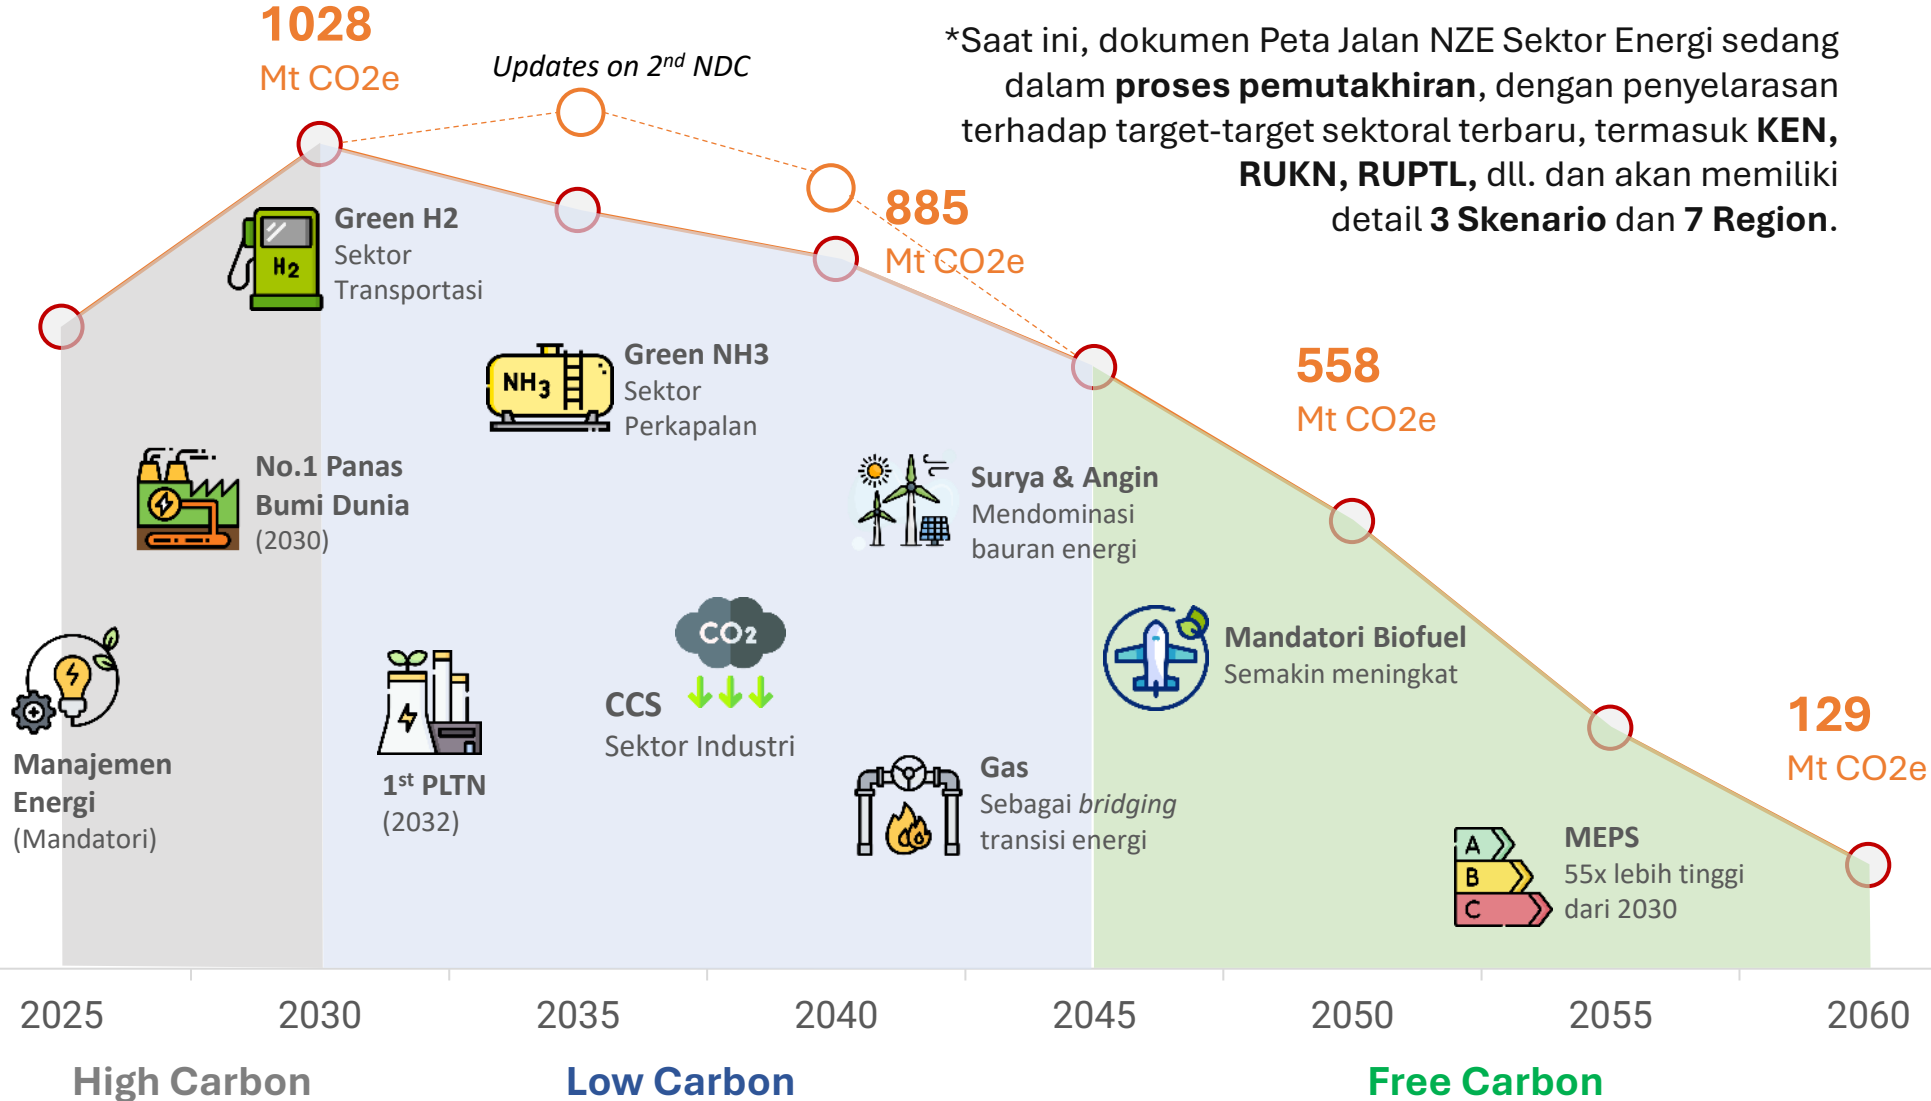 1028
Mt CO2e
Updates on 2nd NDC
*Saat ini, dokumen Peta Jalan NZE Sektor Energi sedang
dalam proses pemutakhiran, dengan penyelarasan
terhadap target-target sektoral terbaru, termasuk KEN,
RUKN, RUPTL, dll. dan akan memiliki
detail 3 Skenario dan 7 Region.
885
Mt CO2e
H2
Green H2
Sektor
Transportasi
NH3
Green NH3
Sektor
Perkapalan
558
Mt CO2e
No.1 Panas
Bumi Dunia
(2030)
Surya & Angin
Mendominasi
bauran energi
CO2
CCS
Sektor Industri
Mandatori Biofuel
Semakin meningkat
129
Mt CO2e
Manajemen
Energi
(Mandatori)
1st PLTN
(2032)
Gas
Sebagai bridging
transisi energi
A
B
C
MEPS
55x lebih tinggi
dari 2030
2025 2030 2035 2040 2045 2050 2055 2060
High Carbon Low Carbon Free Carbon